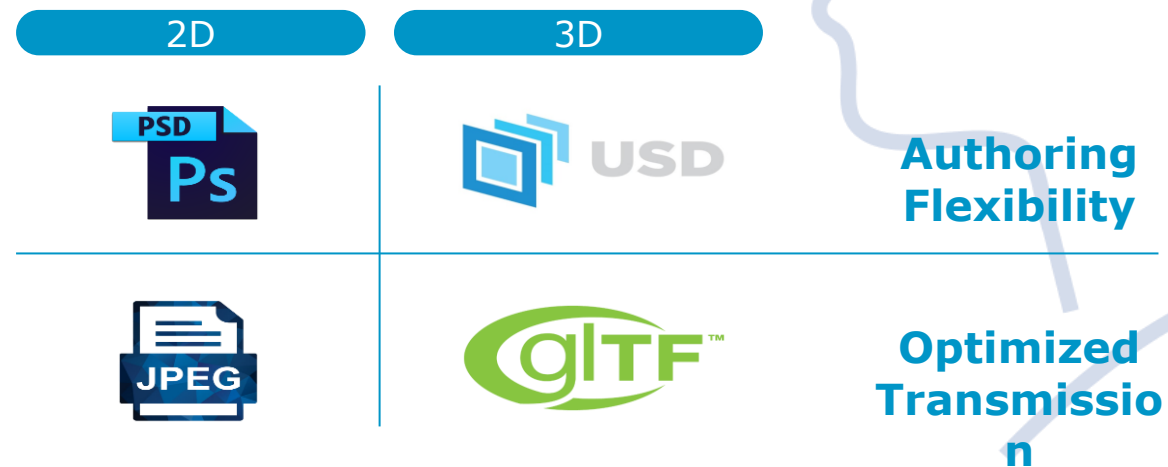 2D
3D
PSD
Ps
USD
Authoring
Flexibility
JPEG
glTF™
Optimized
Transmissio
n